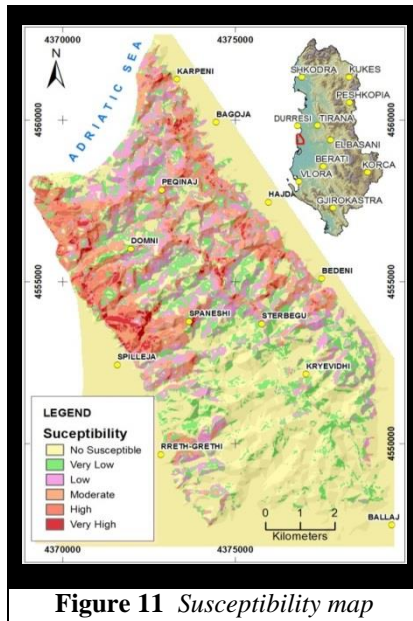 4370000 4375000
N
ADRIATIC SEA
KARPENI
BAGOJA
4560000 4560000
PEQINAJ
HAJDA
DOMNI
BEDENI
4555000 4555000
SPANESHI
STERBEGU
SPILLEJA
KRYEVIDHI
RRETH-GRETHI
4550000
BALLAJ
SHKODRA
KUKES
PESHKOPIA
DURRESI
TIRANA
ELBASANI
BERATI
KORCA
VLORA
GJIROKASTRA
LEGEND
Suceptibility
No Susceptible
Very Low
Low
Moderate
High
Very High
0 1 2
Kilometers
4370000 4375000
Figure 11 Susceptibility map